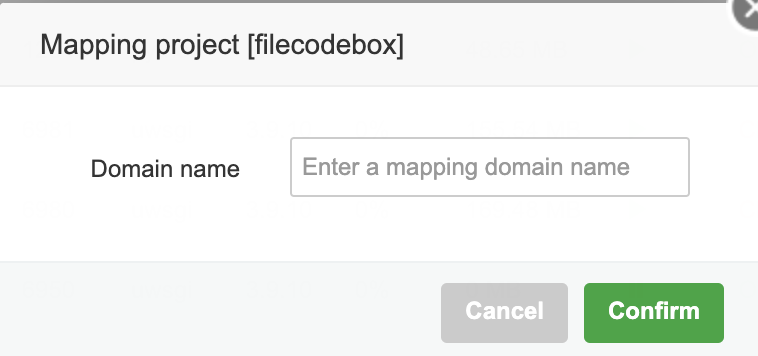 Mapping project [filecodebox]
Domain name
Enter a mapping domain name
Cancel
Confirm